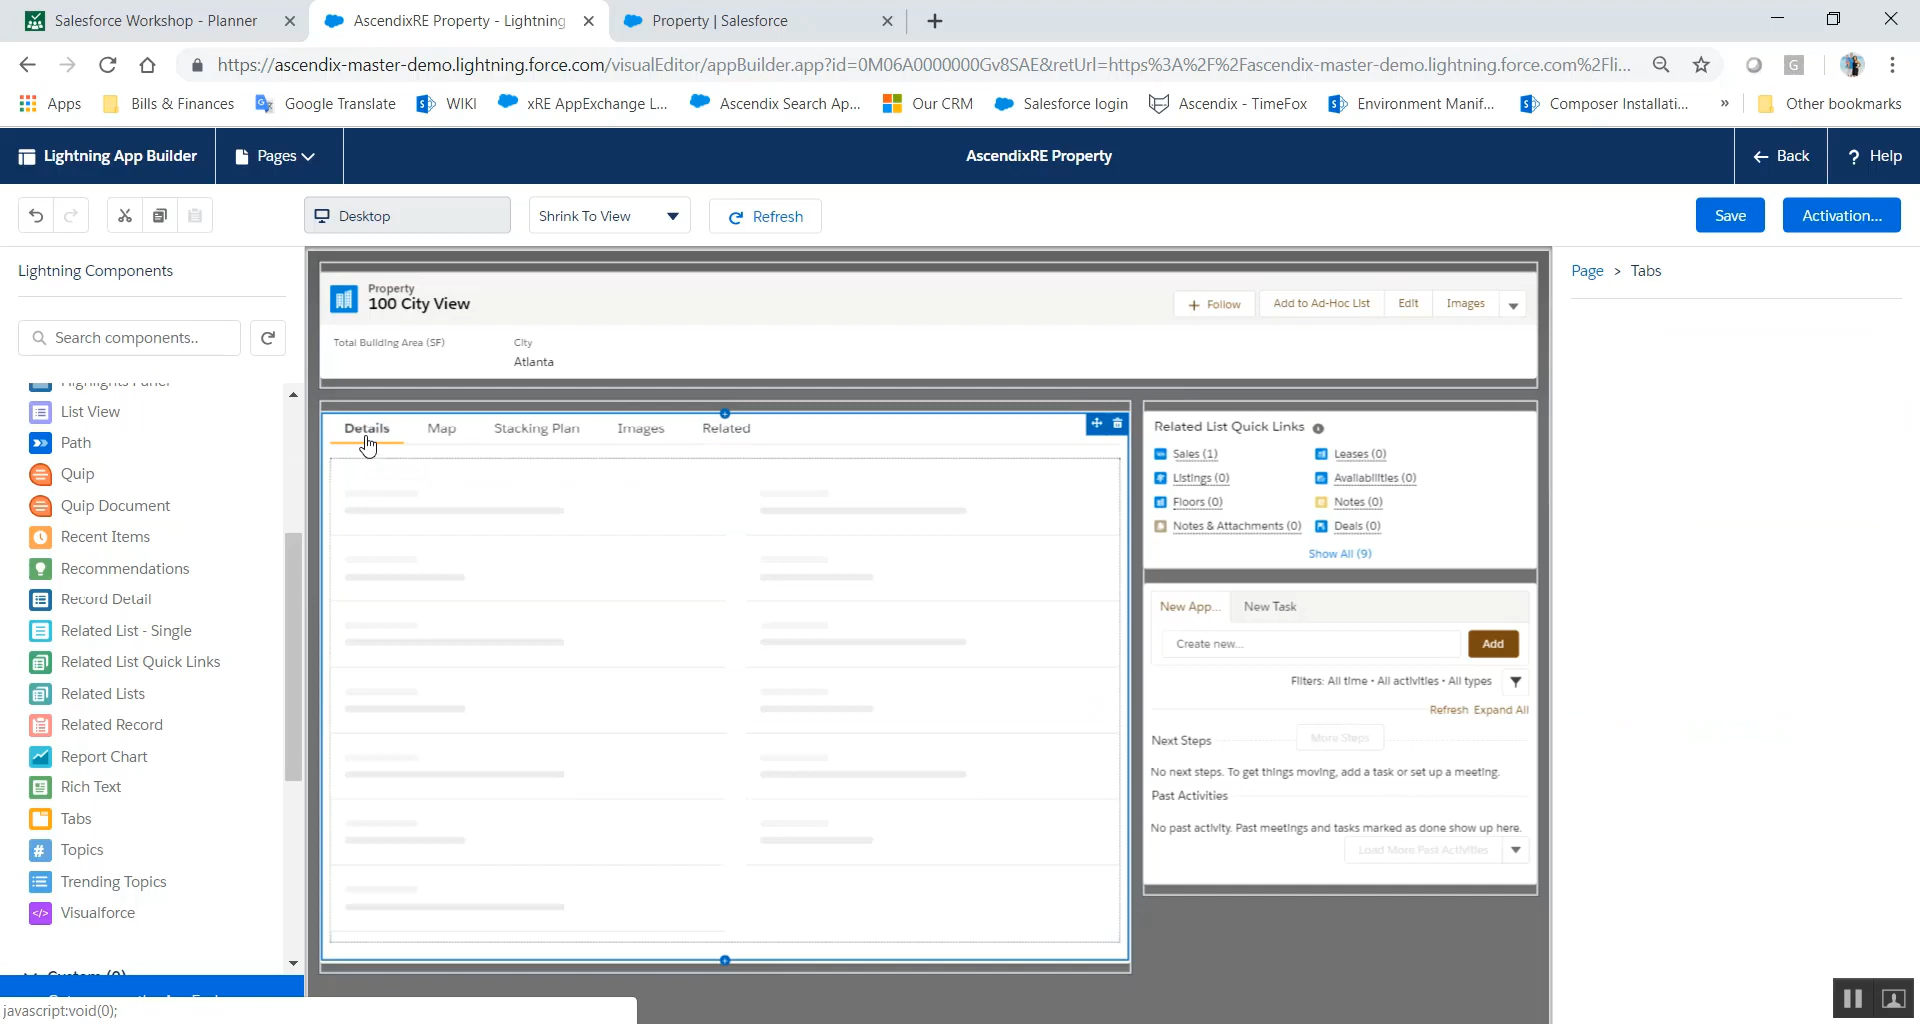 Salesforce Workshop - Planner
AscendixRE Property - Lightning
Property | Salesforce
https://ascendix-master-demo.lightning.force.com/visualEditor/appBuilder.app?id=0M06A0000000Gv8SAE&retUrl=https%3A%2F%2Fascendix-master-demo.lightning.force.com%2Fli...
Apps
Bills & Finances
Google Translate
WIKI
xRE AppExchange L...
Ascendix Search Ap...
Our CRM
Salesforce login
Ascendix - TimeFox
Environment Manif...
Composer Installati...
»
Other bookmarks
Lightning App Builder
Pages
AscendixRE Property
Back
? Help
Desktop
Shrink To View
Refresh
Save
Activation...
Lightning Components
Search components..
Highlights Panel
List View
Path
Quip
Quip Document
Recent Items
Recommendations
Record Detail
Related List - Single
Related List Quick Links
Related Lists
Related Record
Report Chart
Rich Text
Tabs
Topics
Trending Topics
Visualforce
Custom (0)
javascript:void(0);
Property
100 City View
+ Follow
Add to Ad-Hoc List
Edit
Images
Total Building Area (SF)
City
Atlanta
Details
Map
Stacking Plan
Images
Related
Related List Quick Links
Sales (1)
Leases (0)
Listings (0)
Availabilities (0)
Floors (0)
Notes (0)
Notes & Attachments (0)
Deals (0)
Show All (9)
New App...
New Task
Create new...
Add
Filters: All time • All activities • All types
Refresh Expand All
Next Steps
More Steps
No next steps. To get things moving, add a task or set up a meeting.
Past Activities
No past activity. Past meetings and tasks marked as done show up here.
Load More Past Activities
Page > Tabs